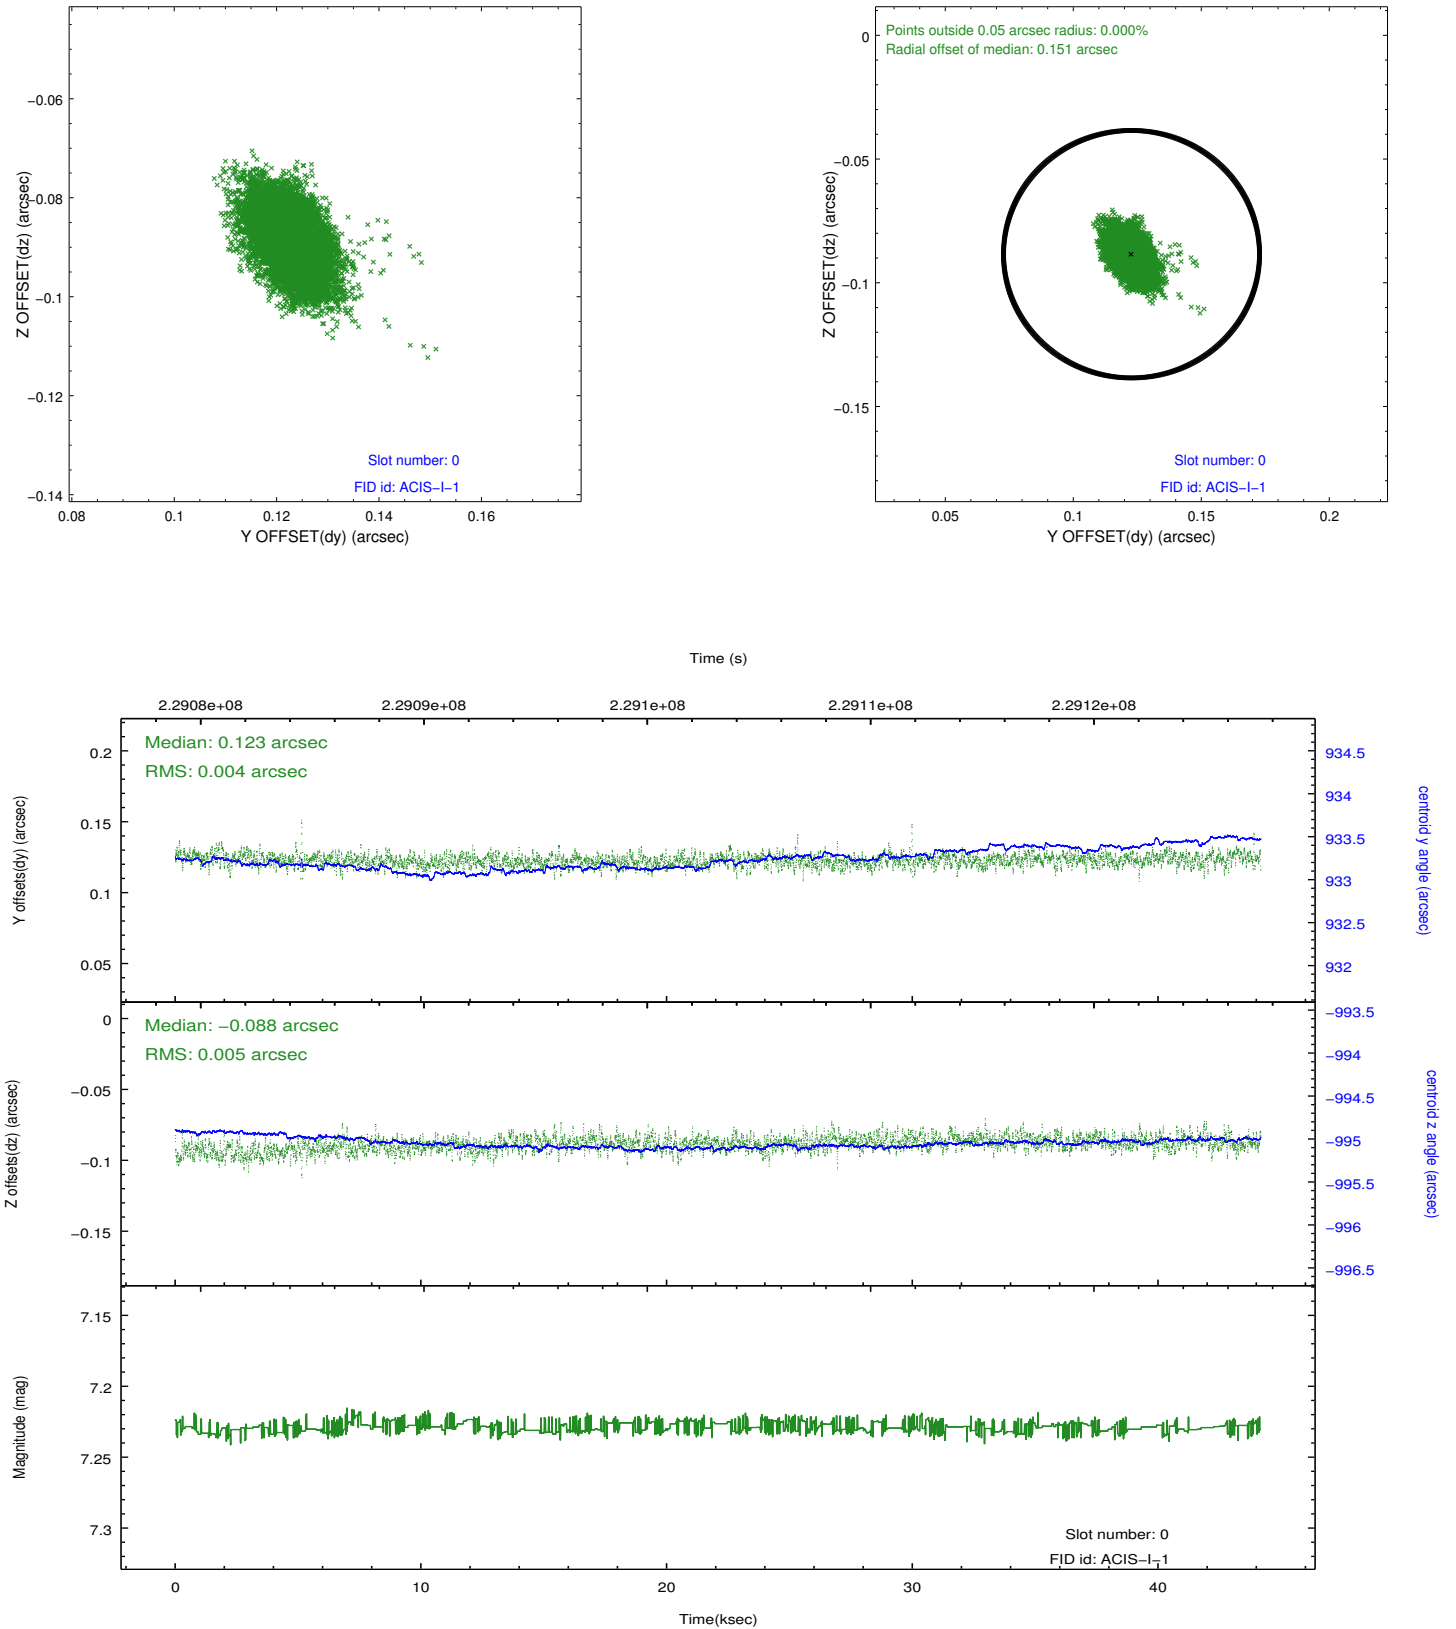 −0.06
−0.08
−0.1
−0.12
−0.14
Z OFFSET(dz) (arcsec)
0.08 0.1 0.12 0.14 0.16
Y OFFSET(dy) (arcsec)
Slot number: 0
FID id: ACIS−I−1
Points outside 0.05 arcsec radius: 0.000%
Radial offset of median: 0.151 arcsec
0
−0.05
−0.1
−0.15
Z OFFSET(dz) (arcsec)
Slot number: 0
FID id: ACIS−I−1
0.05 0.1 0.15 0.2
Y OFFSET(dy) (arcsec)
Time (s)
2.2908e+08 2.2909e+08 2.291e+08 2.2911e+08 2.2912e+08
Median: 0.123 arcsec
RMS: 0.004 arcsec
0.2
0.15
0.1
0.05
Y offsets(dy) (arcsec)
934.5
934
933.5
933
932.5
932
centroid y angle (arcsec)
Median: −0.088 arcsec
RMS: 0.005 arcsec
0
−0.05
−0.1
−0.15
Z offsets(dz) (arcsec)
−993.5
−994
−994.5
−995
−995.5
−996
−996.5
centroid z angle (arcsec)
7.15
7.2
7.25
7.3
Magnitude (mag)
Slot number: 0
FID id: ACIS−I−1
0 10 20 30 40
Time(ksec)